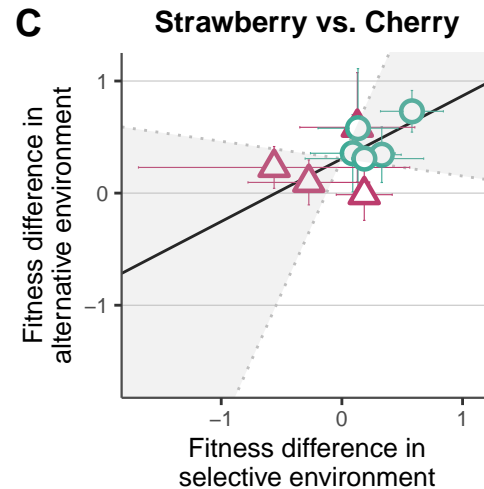 C
Strawberry vs. Cherry
Fitness difference in
alternative environment
1
0
−1
−1
0
1
Fitness difference in
selective environment